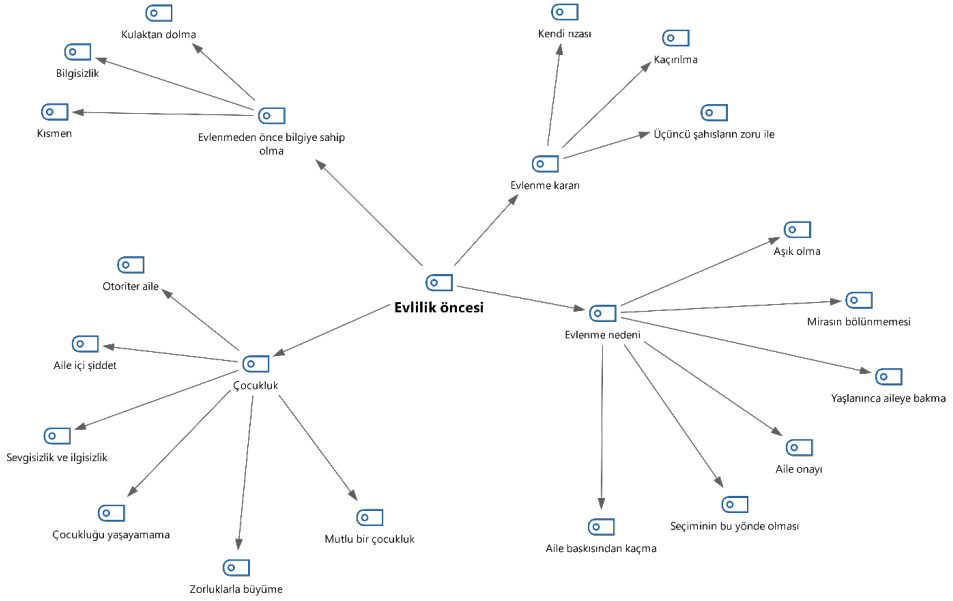 Kulaktan dolma
Bilgisizlik
Kısmen
Evlenmeden önce bilgiye sahip
olma
Kendi rızası
Kaçırılma
Üçüncü şahısların zoru ile
Evlenme kararı
Evlilik öncesi
Otoriter aile
Aile içi şiddet
Çocukluk
Sevgisizlik ve ilgisizlik
Çocukluğu yaşayamama
Zorluklarla büyüme
Mutlu bir çocukluk
Aşık olma
Mirasın bölünmemesi
Evlenme nedeni
Yaşlanınca aileye bakma
Aile onayı
Seçiminin bu yönde olması
Aile baskısından kaçma